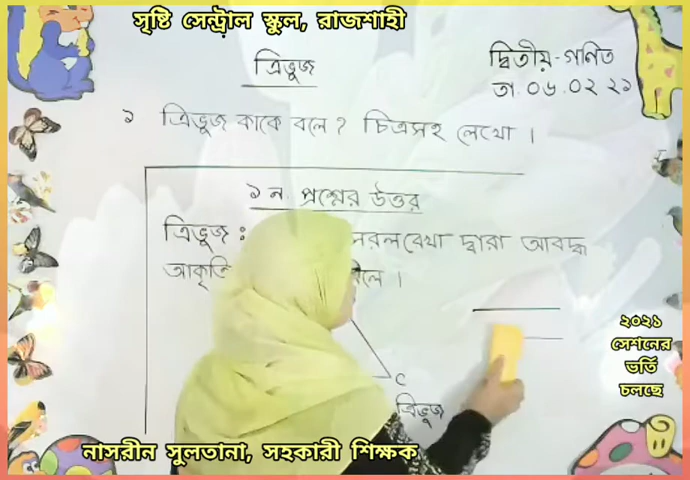 সৃষ্টি সেন্ট্রাল স্কুল, রাজশাহী
ত্রিভুজ
দ্বিতীয়-গনিত
তা.০৬.০২ ২১
১ ত্রিভুজ কাকে বলে? চিত্রসহ লেখো।
১ ন. প্রশ্নের উত্তর
ত্রিভুজ: সরলরেখা দ্বারা আবদ্ধ
আকৃতি বলে।
C
ত্রিভুজ
২০২১
সেশনের
ভর্তি
চলছে
নাসরীন সুলতানা, সহকারী শিক্ষক